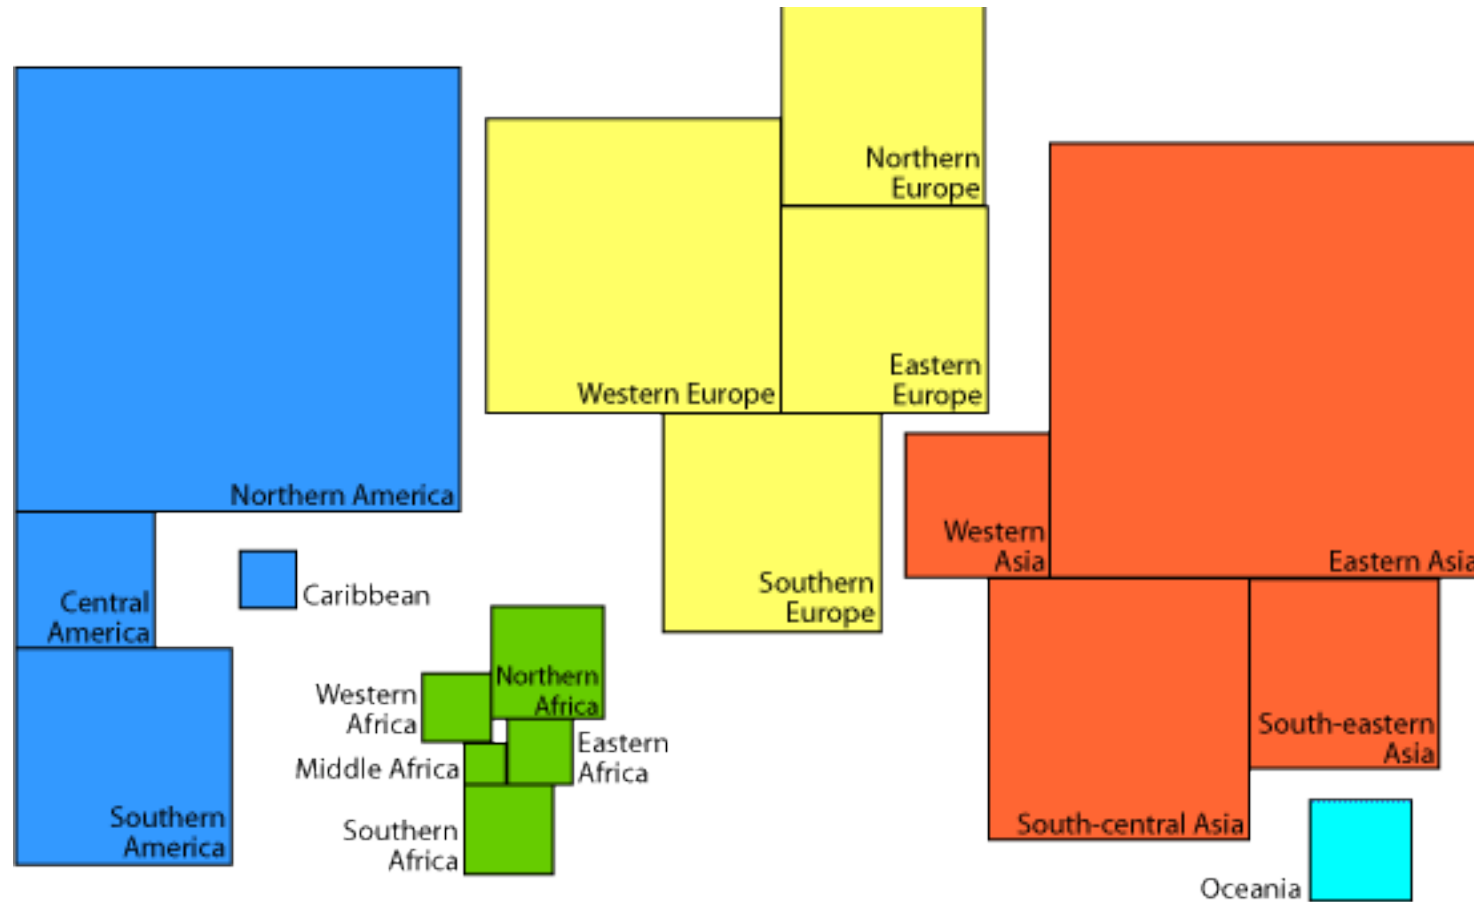 Northern
Europe
Eastern
Europe
Western Europe
Northern America
Western
Asia
Eastern Asia
Southern
Europe
Caribbean
Central
America
Northern
Africa
Western
Africa
Eastern
Africa
Middle Africa
South-eastern
Asia
Southern
America
Southern
Africa
South-central Asia
Oceania